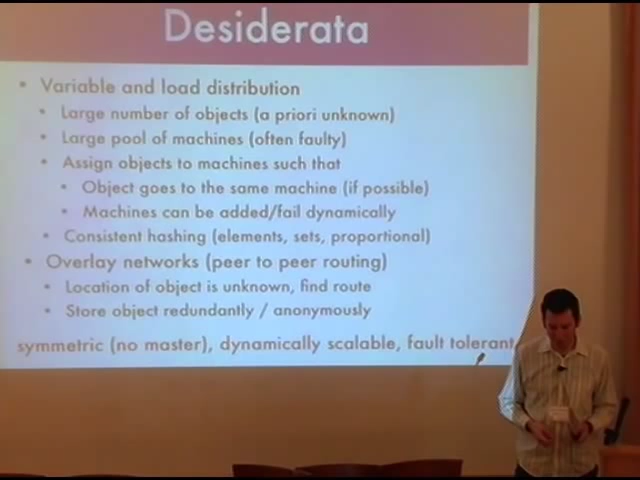 Desiderata
• Variable and load distribution
• Large number of objects (a priori unknown)
• Large pool of machines (often faulty)
• Assign objects to machines such that
• Object goes to the same machine (if possible)
• Machines can be added/fail dynamically
• Consistent hashing (elements, sets, proportional)
• Overlay networks (peer to peer routing)
• Location of object is unknown, find route
• Store object redundantly / anonymously
symmetric (no master), dynamically scalable, fault tolerant